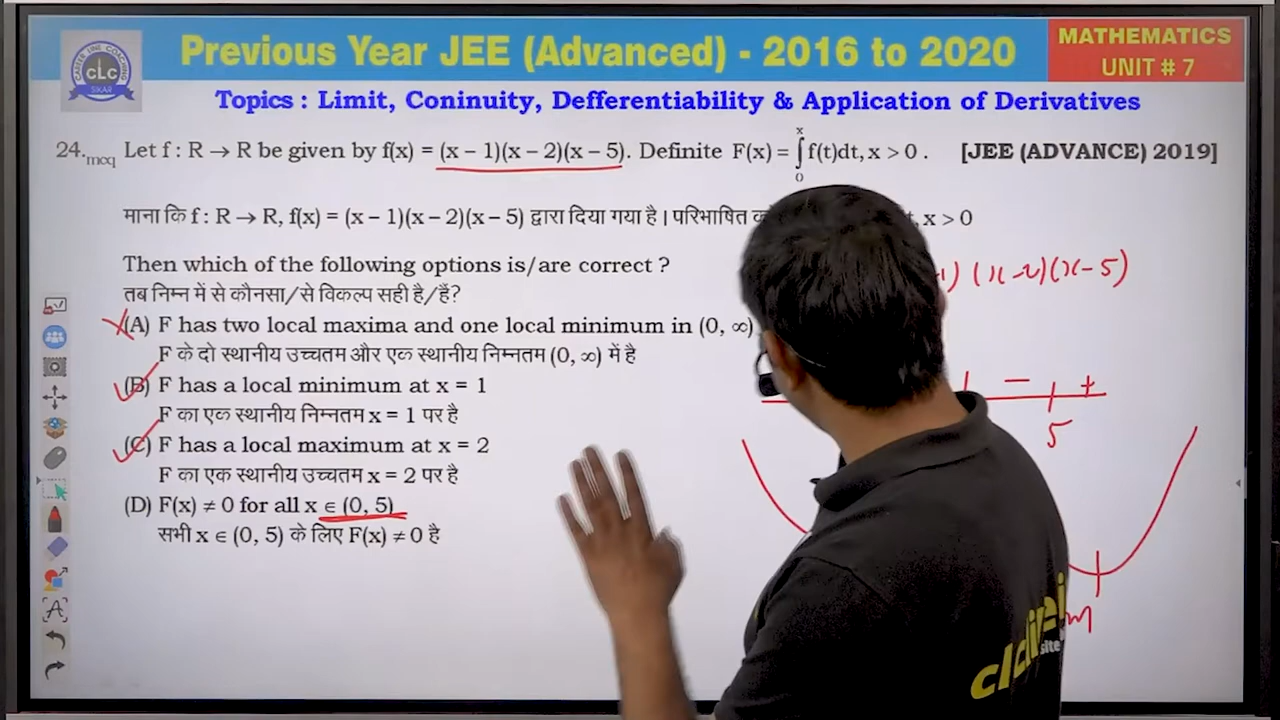 Previous Year JEE (Advanced) - 2016 to 2020
MATHEMATICS
UNIT # 7
CAREER LINE COACHING
CLC
SIKAR
Topics : Limit, Coninuity, Defferentiability & Application of Derivatives
24.mcq Let f : R → R be given by f(x) = (x – 1)(x – 2)(x – 5). Definite F(x) = ∫₀ˣ f(t)dt, x > 0 . [JEE (ADVANCE) 2019]
माना कि f : R → R, f(x) = (x – 1)(x – 2)(x – 5) द्वारा दिया गया है। परिभाषित , x > 0
) (x-2)(x-5)
Then which of the following options is/are correct ?
तब निम्न में से कौनसा/से विकल्प सही है/हैं?
(A) F has two local maxima and one local minimum in (0, ∞)
F के दो स्थानीय उच्चतम और एक स्थानीय निम्नतम (0, ∞) में है
(B) F has a local minimum at x = 1
F का एक स्थानीय निम्नतम x = 1 पर है
– +
5
(C) F has a local maximum at x = 2
F का एक स्थानीय उच्चतम x = 2 पर है
(D) F(x) ≠ 0 for all x ∈ (0, 5)
सभी x ∈ (0, 5) के लिए F(x) ≠ 0 है
m
site